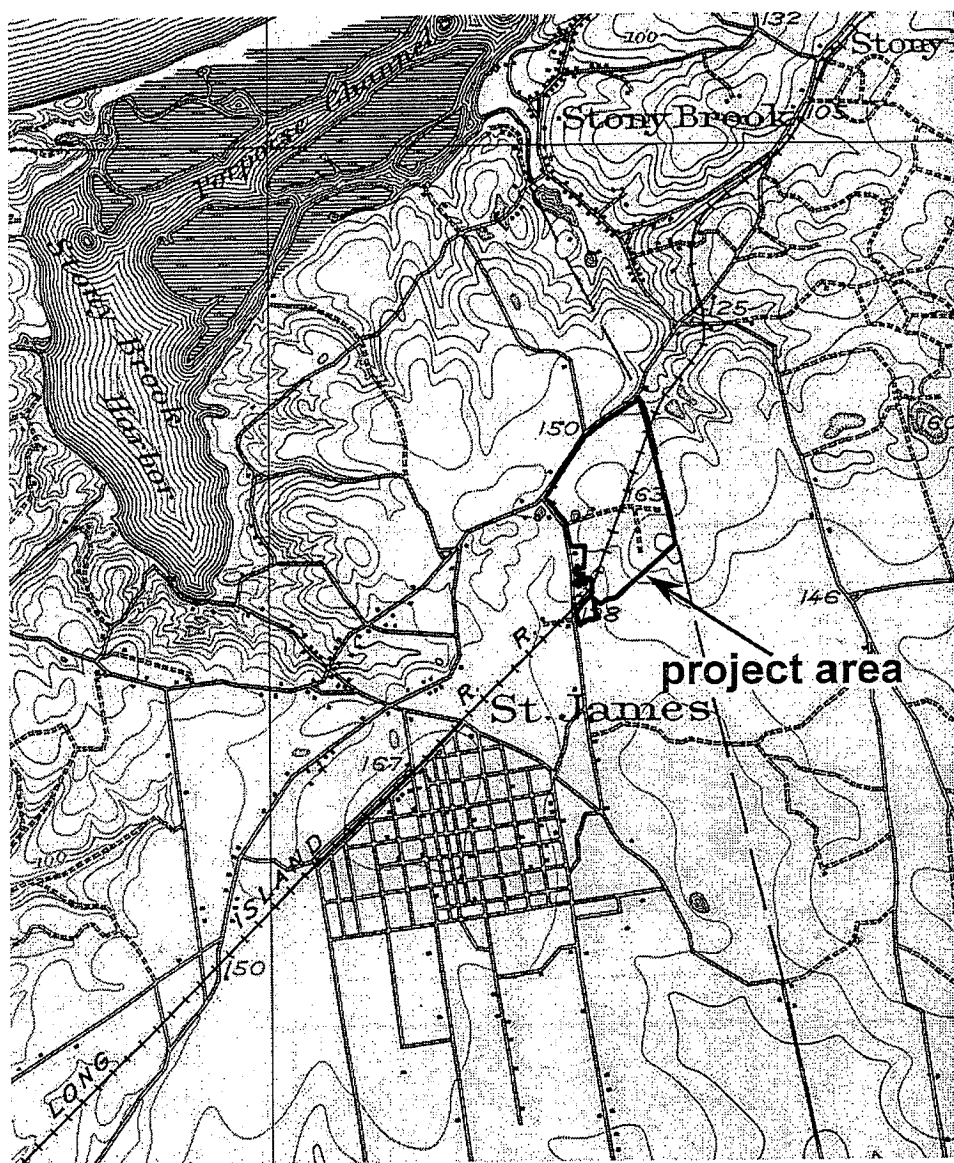 132
100
Stony
Porpoise Channel
Stony Brook
105
Stony Brook Harbor
125
150
160
163
146
8
project area
R. R.
St. James
167
100
ISLAND
150
LONG